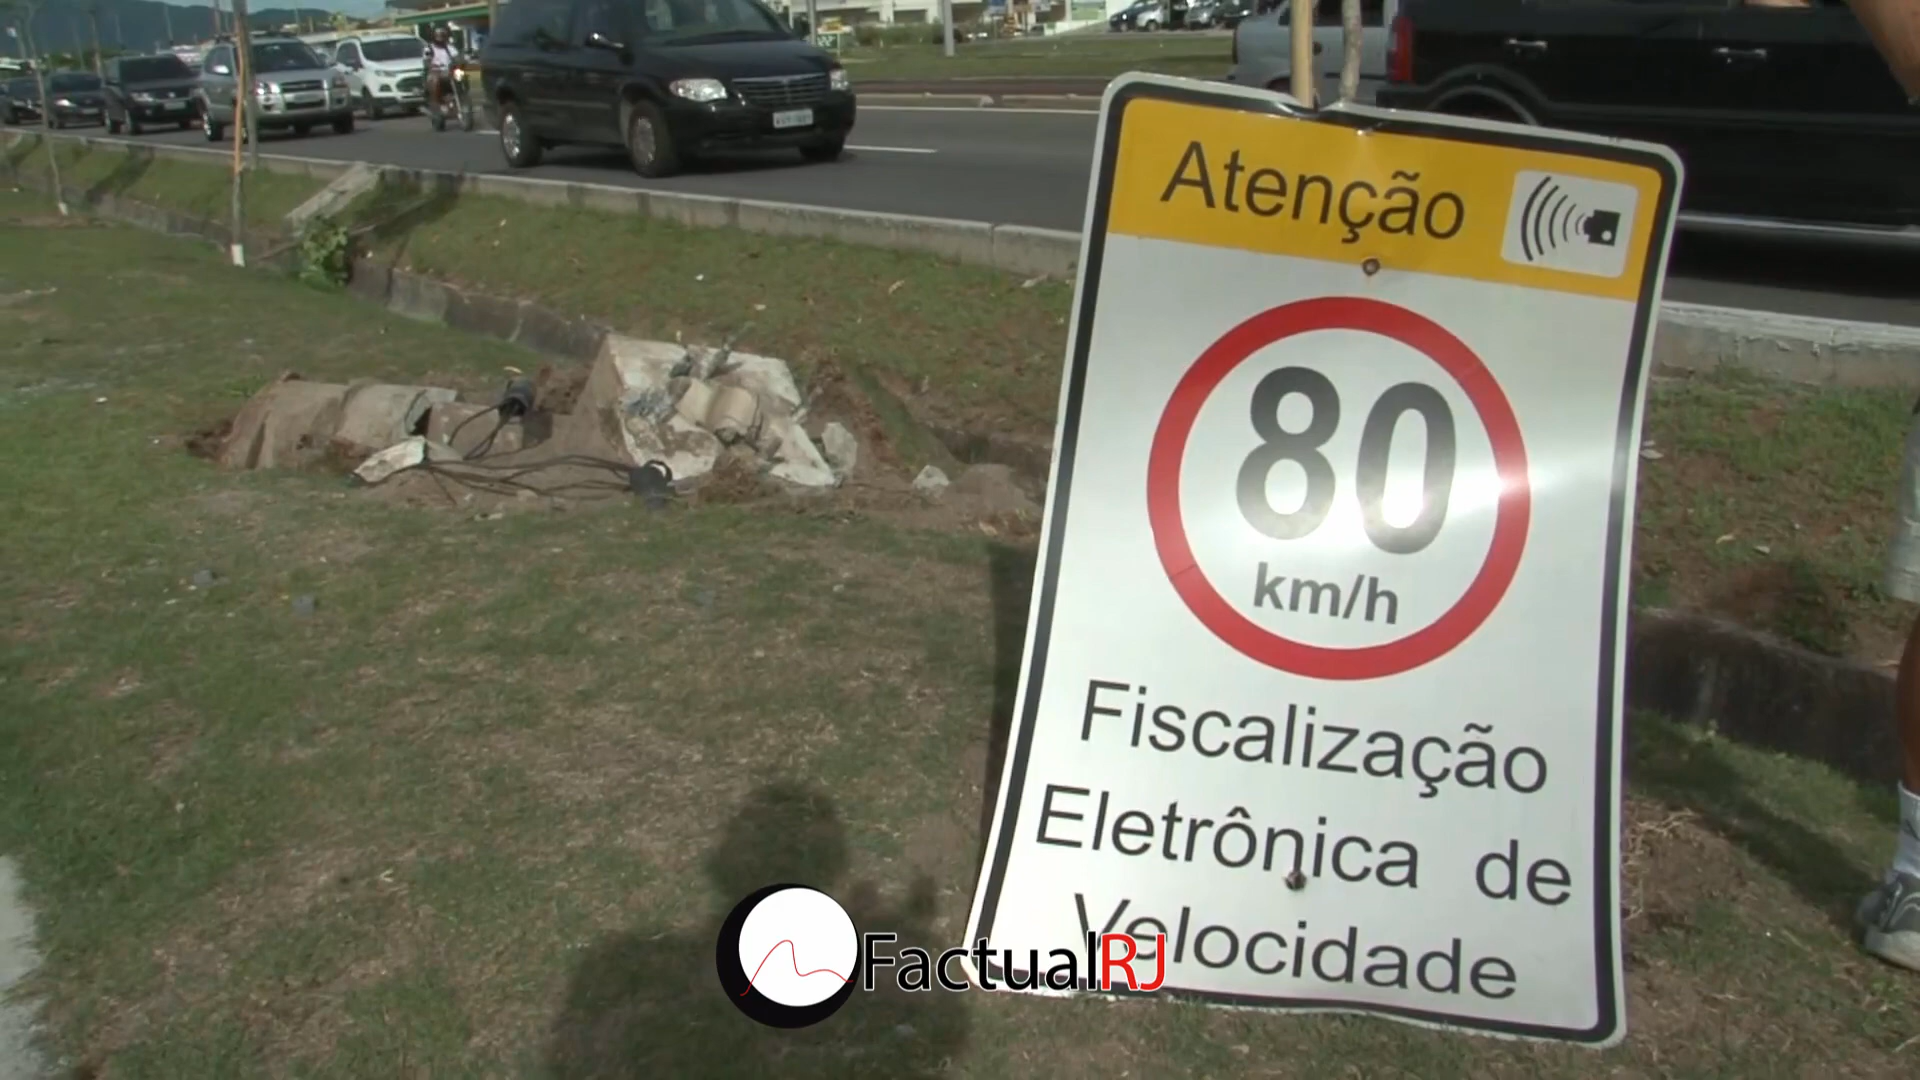 Atenção
80
km/h
Fiscalização
Eletrônica de
Velocidade
FactualRJ